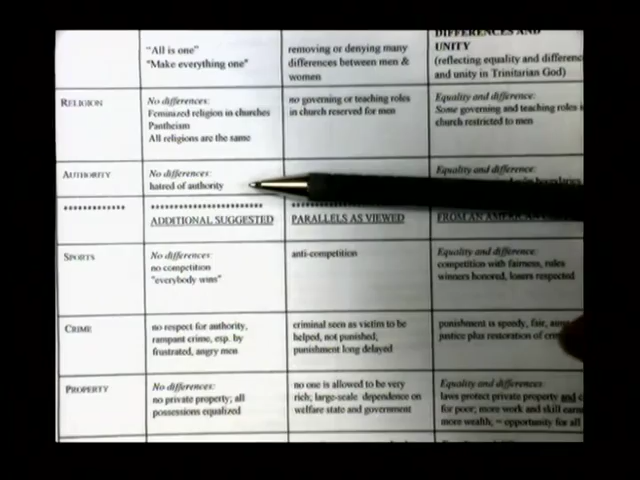 "All is one"
"Make everything one"
removing or denying many
differences between men &
women
DIFFERENCES AND
UNITY
(reflecting equality and difference
and unity in Trinitarian God)
RELIGION
No differences:
Feminized religion in churches
Pantheism
All religions are the same
no governing or teaching roles
in church reserved for men
Equality and difference:
Some governing and teaching roles
church restricted to men
AUTHORITY
No differences:
hatred of authority
Equality and difference:
boundaries
*************
************************
ADDITIONAL SUGGESTED
PARALLELS AS VIEWED
FROM AN AMERICAN
SPORTS
No differences:
no competition
"everybody wins"
anti-competition
Equality and difference:
competition with fairness, rules
winners honored, losers respected
CRIME
no respect for authority,
rampant crime, esp. by
frustrated, angry men
criminal seen as victim to be
helped, not punished,
punishment long delayed
punishment is speedy, fair,
justice plus restoration of
PROPERTY
No differences:
no private property; all
possessions equalized
no one is allowed to be very
rich; large-scale dependence on
welfare state and government
Equality and differences:
laws protect private property and
for poor; more work and skill earns
more wealth; = opportunity for all